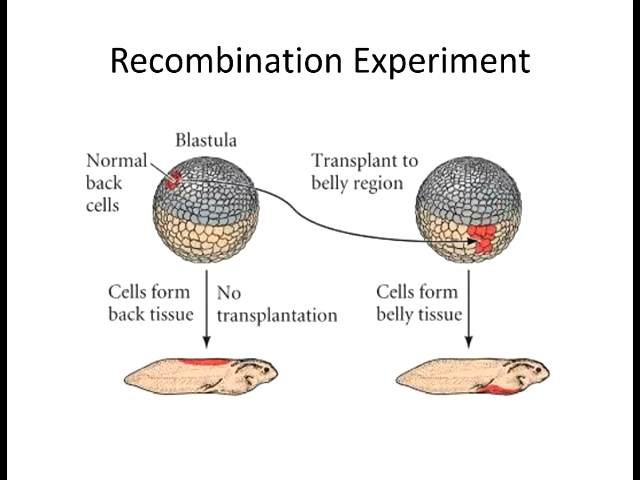 Recombination Experiment
Blastula
Normal
back
cells
Transplant to
belly region
Cells form
back tissue
No
transplantation
Cells form
belly tissue